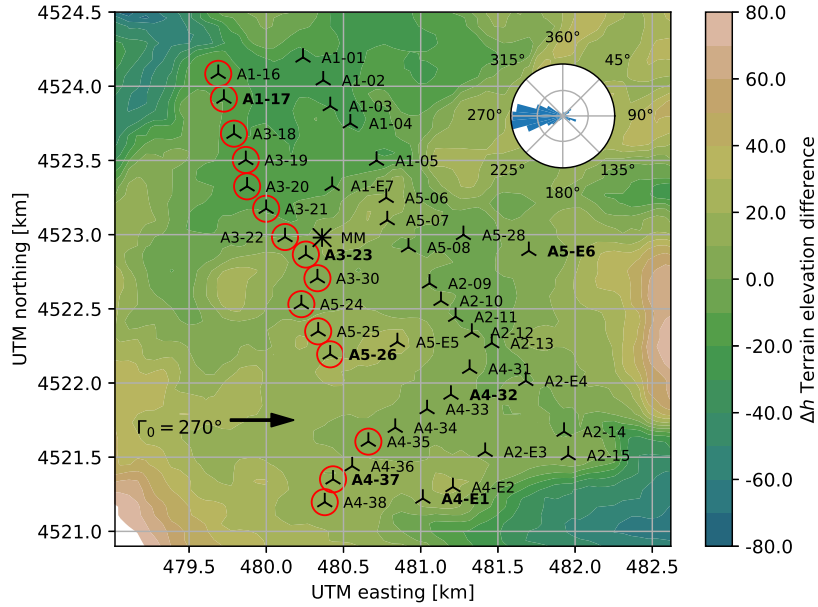 4524.5
4524.0
4523.5
4523.0
4522.5
4522.0
4521.5
4521.0
UTM northing [km]
479.5
480.0
480.5
481.0
481.5
482.0
482.5
UTM easting [km]
A1-01
A1-16
A1-02
A1-17
A1-03
A1-04
A3-18
A3-19
A1-05
A3-20
A1-E7
A5-06
A3-21
A5-07
A3-22
MM
A5-28
A5-08
A3-23
A5-E6
A3-30
A2-09
A5-24
A2-10
A2-11
A5-25
A2-12
A5-E5
A2-13
A5-26
A4-31
A2-E4
A4-32
A4-33
A4-34
A2-14
A4-35
A2-E3
A2-15
A4-36
A4-37
A4-E2
A4-38
A4-E1
Γ₀ = 270°
360°
315°
45°
270°
90°
225°
135°
180°
80.0
60.0
40.0
20.0
0.0
-20.0
-40.0
-60.0
-80.0
Δh Terrain elevation difference